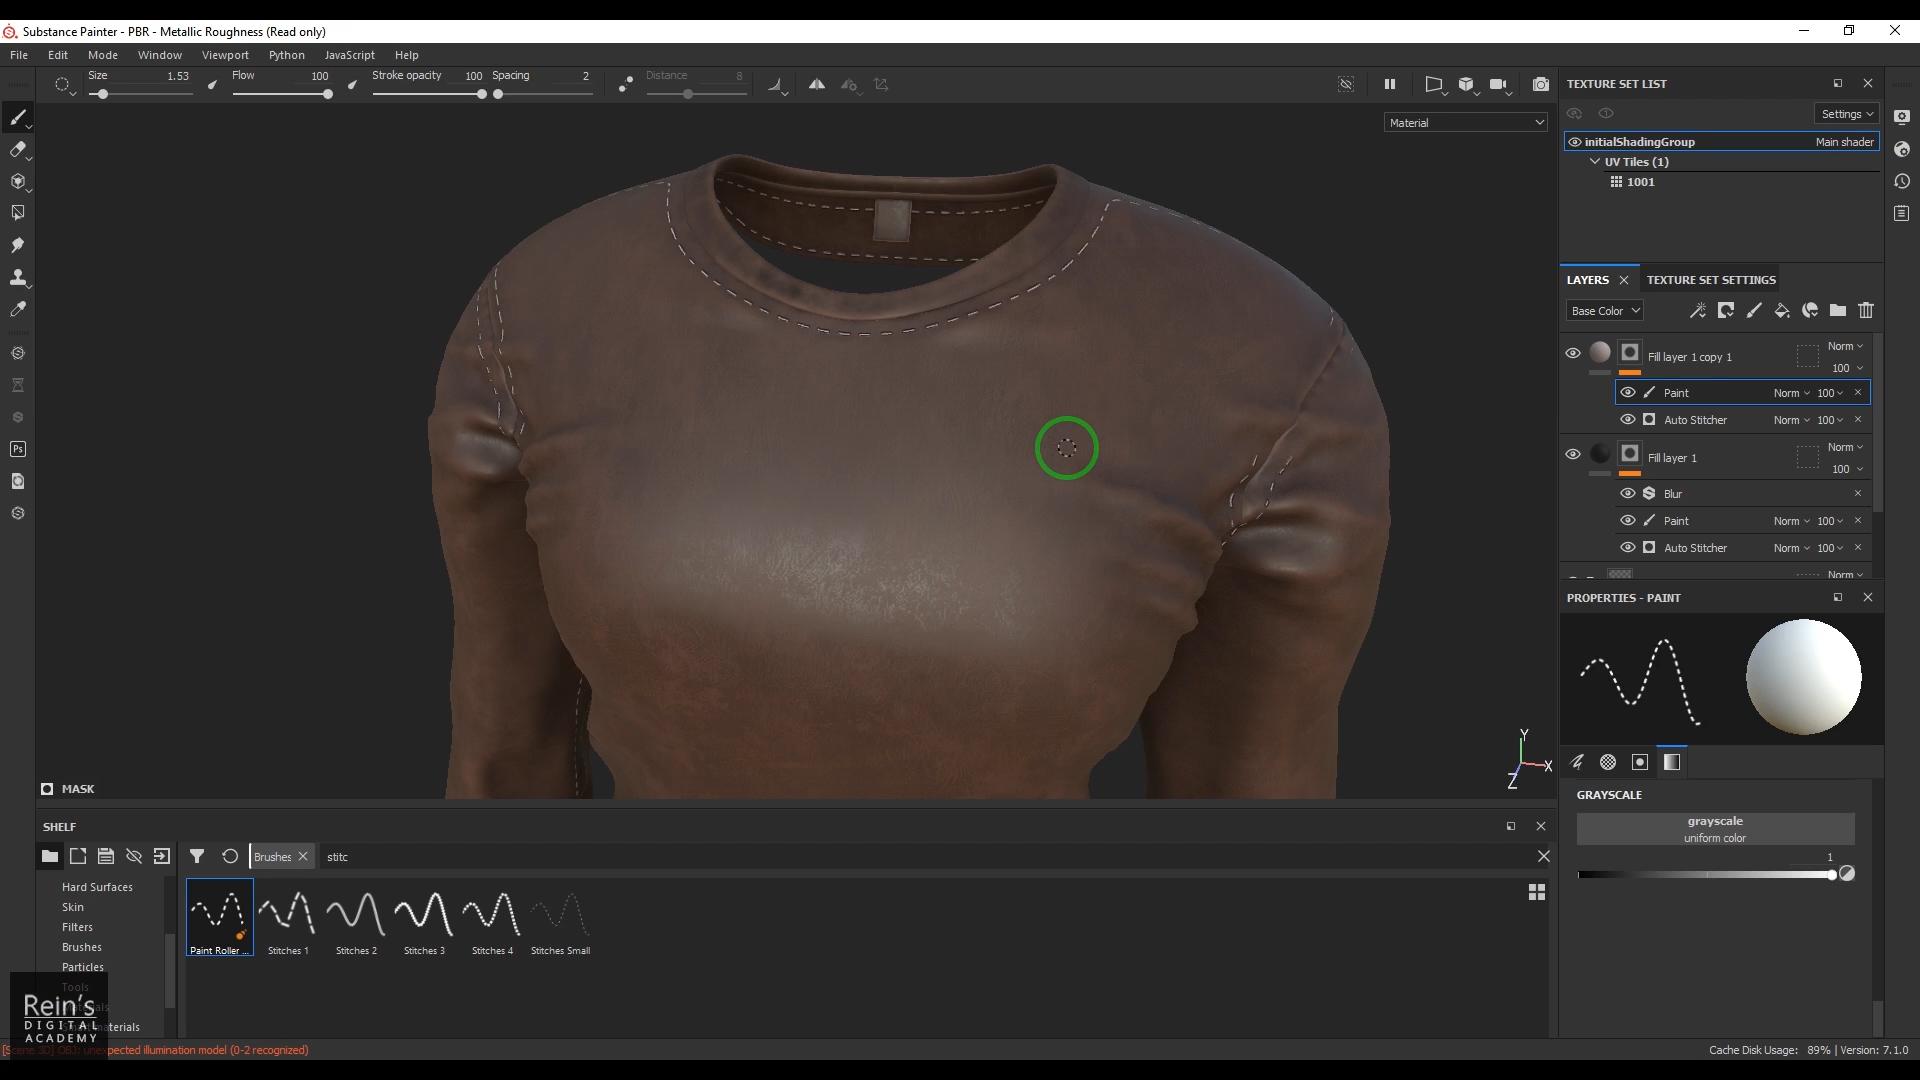 Substance Painter - PBR - Metallic Roughness (Read only)
File Edit Mode Window Viewport Python JavaScript Help
Size 1.53 Flow 100 Stroke opacity 100 Spacing 2 Distance 8
Material
TEXTURE SET LIST
Settings
initialShadingGroup Main shader
UV Tiles (1)
1001
LAYERS TEXTURE SET SETTINGS
Base Color
Fill layer 1 copy 1 Norm 100
Paint Norm 100
Auto Stitcher Norm 100
Fill layer 1 Norm 100
Blur
Paint Norm 100
Auto Stitcher Norm 100
Norm
PROPERTIES - PAINT
GRAYSCALE
grayscale
uniform color
1
Y
X
Z
MASK
SHELF
Brushes stitc
Hard Surfaces
Skin
Filters
Brushes
Particles
Tools
Ps
Paint Roller ... Stitches 1 Stitches 2 Stitches 3 Stitches 4 Stitches Small
Rein's
DIGITAL
ACADEMY
unexpected illumination model (0-2 recognized)
Cache Disk Usage: 89% | Version: 7.1.0